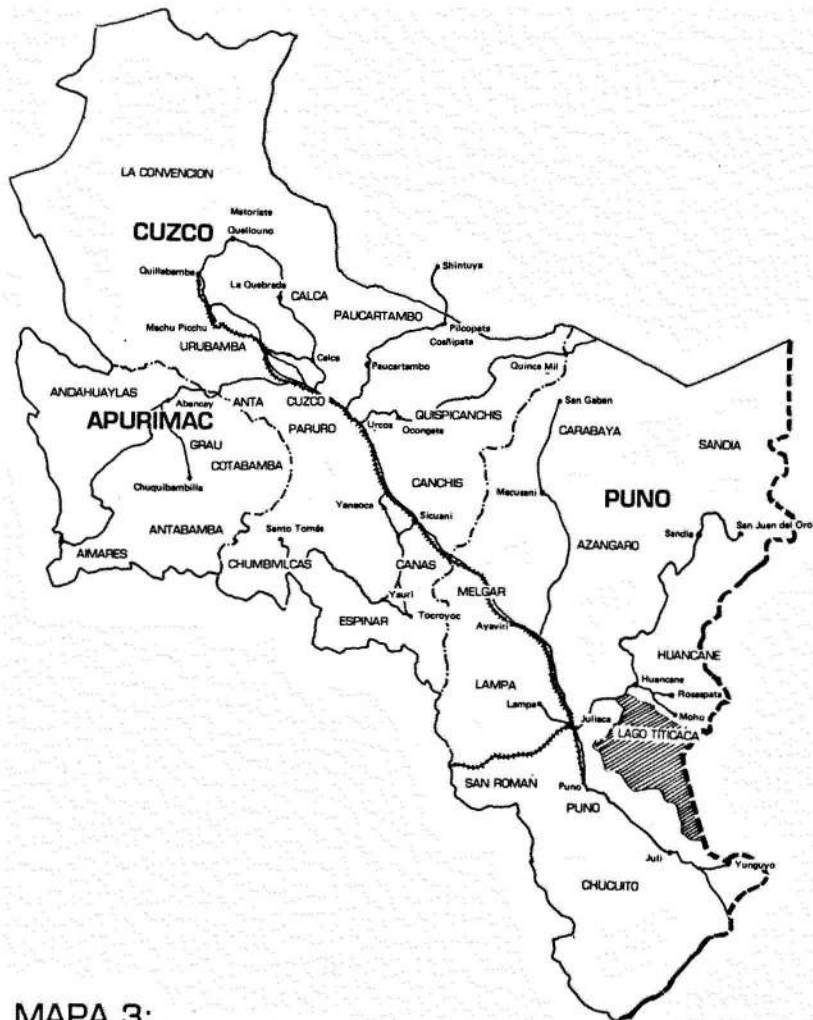 LA CONVENCION
Matoriate
CUZCO
Quellouno
Quillabamba
La Quebrada
Shintuya
CALCA
PAUCARTAMBO
Machu Picchu
Pilcopata
Cosñipata
URUBAMBA
Calca
Paucartambo
Quince Mil
ANDAHUAYLAS
Abancay
ANTA
CUZCO
San Gaban
APURIMAC
Urcos
Ocongate
QUISPICANCHIS
CARABAYA
GRAU
PARURO
SANDIA
COTABAMBA
CANCHIS
Chuquibambilla
Macusani
PUNO
Yanaoca
Sicuani
ANTABAMBA
Santo Tomás
Sandia
San Juan del Oro
AZANGARO
AIMARES
CHUMBIVILCAS
CANAS
MELGAR
Yauri
ESPINAR
Tocroyoc
Ayaviri
HUANCANE
LAMPA
Huancane
Rosaspata
Lampa
Moho
Juliaca
LAGO TITICACA
SAN ROMAN
Puno
PUNO
Juli
Yunguyo
CHUCUITO
MAPA 3: